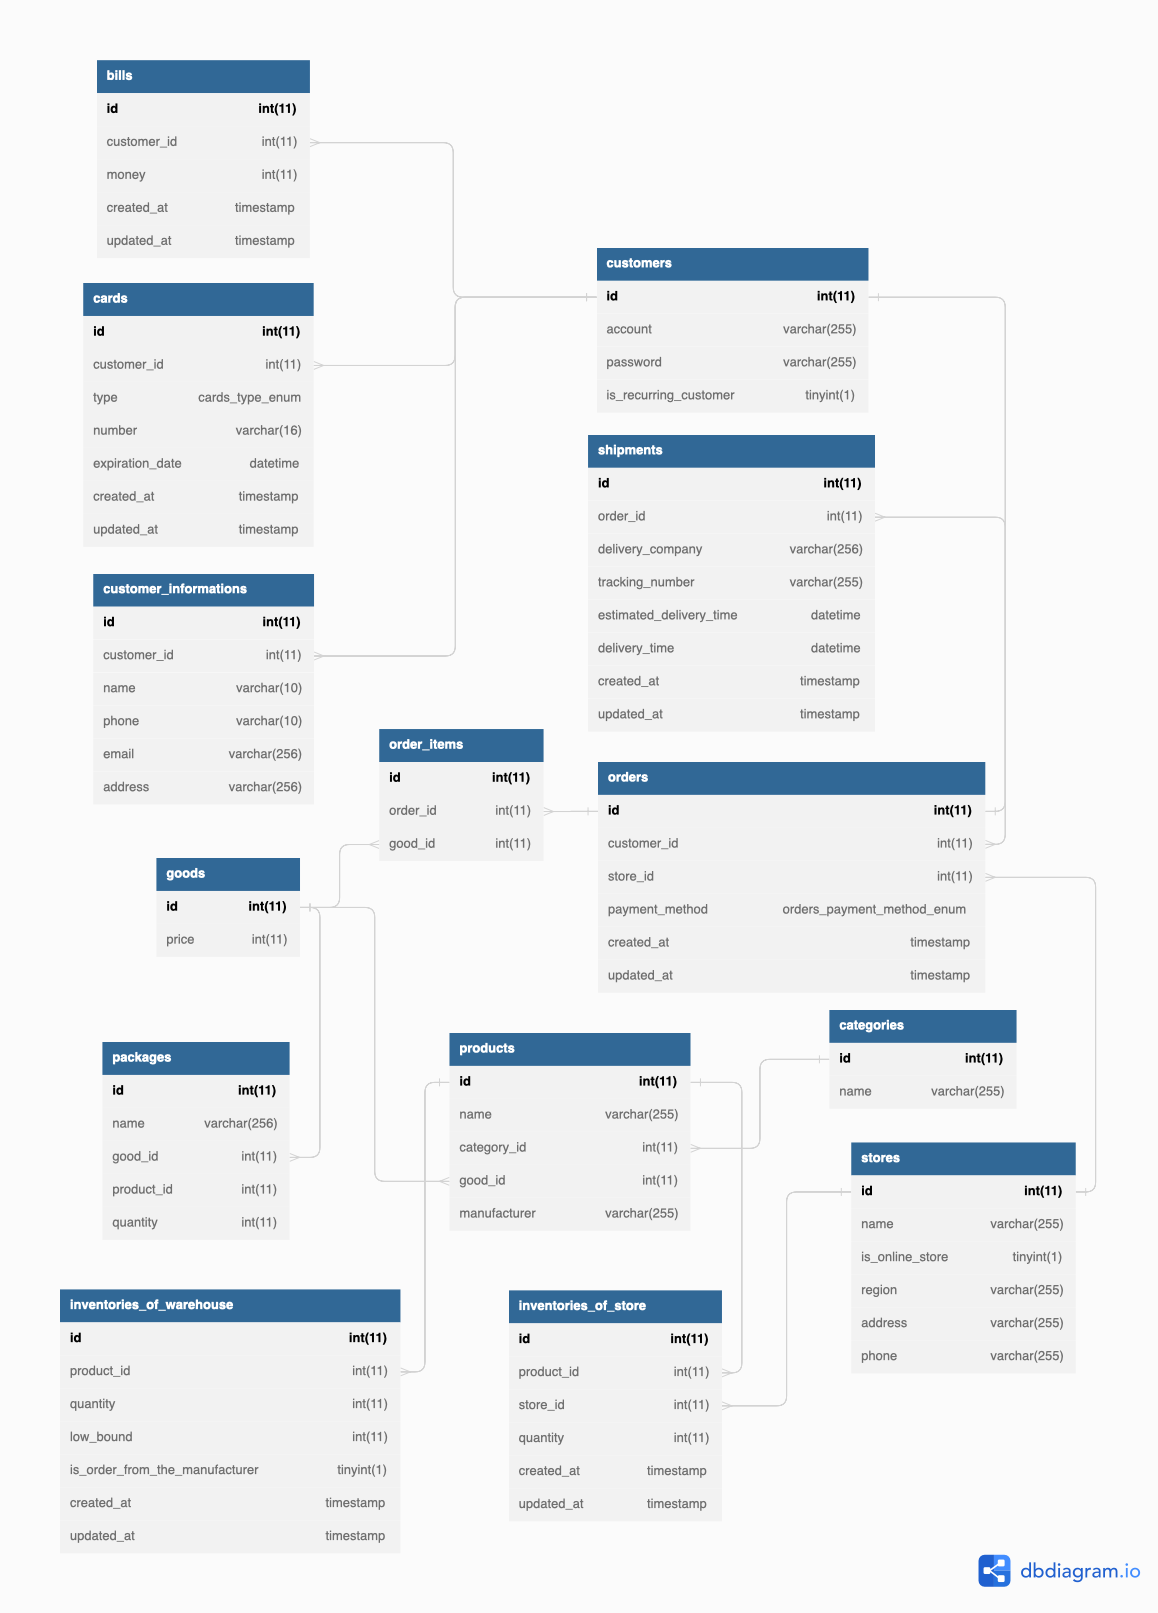 bills
id int(11)
customer_id int(11)
money int(11)
created_at timestamp
updated_at timestamp
cards
id int(11)
customer_id int(11)
type cards_type_enum
number varchar(16)
expiration_date datetime
created_at timestamp
updated_at timestamp
customer_informations
id int(11)
customer_id int(11)
name varchar(10)
phone varchar(10)
email varchar(256)
address varchar(256)
customers
id int(11)
account varchar(255)
password varchar(255)
is_recurring_customer tinyint(1)
shipments
id int(11)
order_id int(11)
delivery_company varchar(256)
tracking_number varchar(255)
estimated_delivery_time datetime
delivery_time datetime
created_at timestamp
updated_at timestamp
order_items
id int(11)
order_id int(11)
good_id int(11)
orders
id int(11)
customer_id int(11)
store_id int(11)
payment_method orders_payment_method_enum
created_at timestamp
updated_at timestamp
goods
id int(11)
price int(11)
packages
id int(11)
name varchar(256)
good_id int(11)
product_id int(11)
quantity int(11)
products
id int(11)
name varchar(255)
category_id int(11)
good_id int(11)
manufacturer varchar(255)
categories
id int(11)
name varchar(255)
stores
id int(11)
name varchar(255)
is_online_store tinyint(1)
region varchar(255)
address varchar(255)
phone varchar(255)
inventories_of_warehouse
id int(11)
product_id int(11)
quantity int(11)
low_bound int(11)
is_order_from_the_manufacturer tinyint(1)
created_at timestamp
updated_at timestamp
inventories_of_store
id int(11)
product_id int(11)
store_id int(11)
quantity int(11)
created_at timestamp
updated_at timestamp
dbdiagram.io